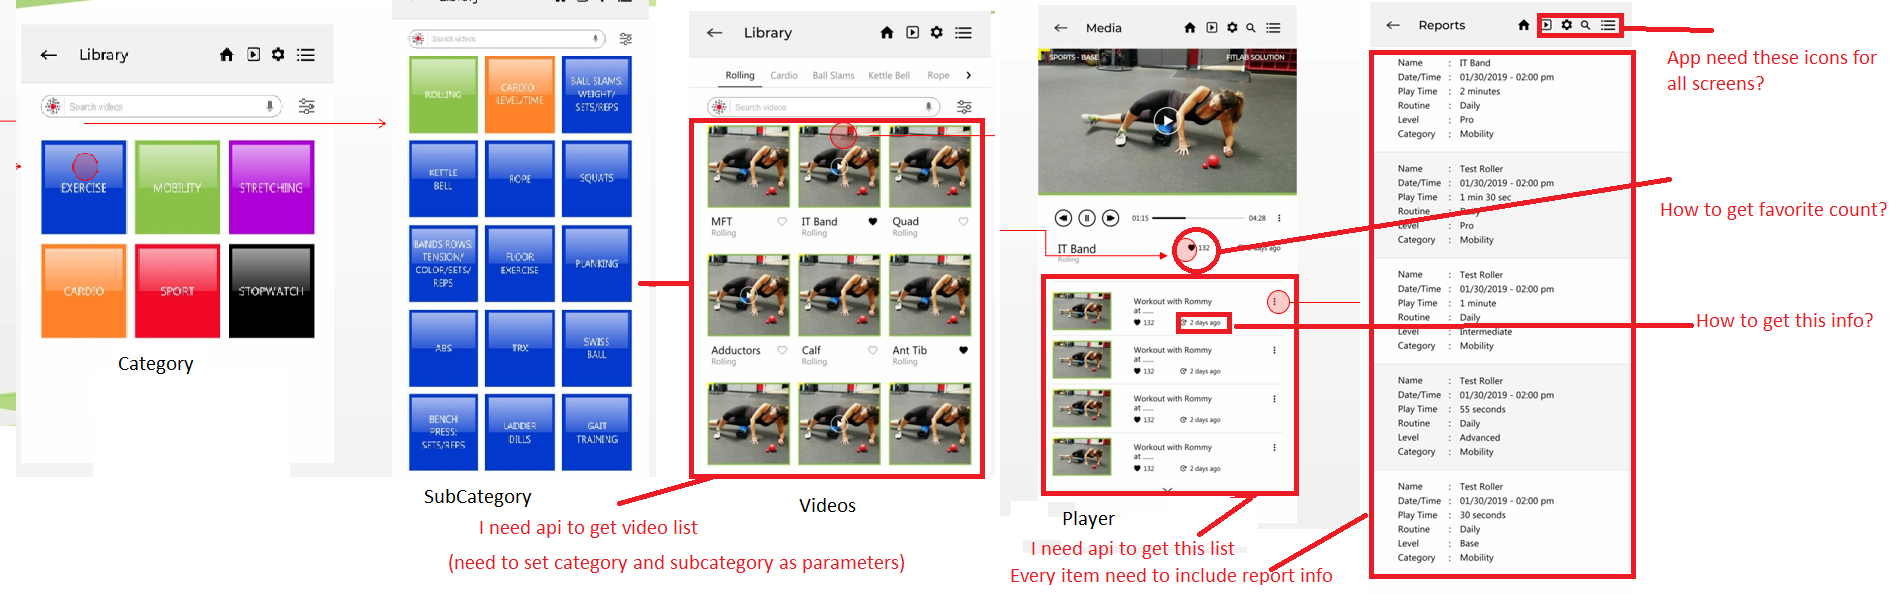 Library
Search videos
EXERCISE
MOBILITY
STRETCHING
CARDIO
SPORT
STOPWATCH
Category
Library
Search videos
ROLLING
CARDIO:
LEVEL/TIME
BALL SLAMS:
WEIGHT/
SETS/REPS
KETTLE
BELL
ROPE
SQUATS
BANDS ROWS:
TENSION/
COLOR/SETS/
REPS
FLOOR
EXERCISE
PLANKING
ABS
TRX
SWISS
BALL
BENCH
PRESS:
SETS/REPS
LADDER
DILLS
GAIT
TRAINING
SubCategory
Library
Rolling
Cardio
Ball Slams
Kettle Bell
Rope
Search videos
MFT
Rolling
IT Band
Rolling
Quad
Rolling
Adductors
Rolling
Calf
Rolling
Ant Tib
Rolling
Videos
I need api to get video list
(need to set category and subcategory as parameters)
Media
SPORTS - BASE
FITLAB SOLUTION
01:15
04:28
IT Band
Rolling
132
2 days ago
Workout with Rommy
at .....
132
2 days ago
Workout with Rommy
at .....
132
2 days ago
Workout with Rommy
at .....
132
2 days ago
Workout with Rommy
at .....
132
2 days ago
Player
I need api to get this list
Every item need to include report info
Reports
Name : IT Band
Date/Time : 01/30/2019 - 02:00 pm
Play Time : 2 minutes
Routine : Daily
Level : Pro
Category : Mobility
Name : Test Roller
Date/Time : 01/30/2019 - 02:00 pm
Play Time : 1 min 30 sec
Routine : Daily
Level : Pro
Category : Mobility
Name : Test Roller
Date/Time : 01/30/2019 - 02:00 pm
Play Time : 1 minute
Routine : Daily
Level : Intermediate
Category : Mobility
Name : Test Roller
Date/Time : 01/30/2019 - 02:00 pm
Play Time : 55 seconds
Routine : Daily
Level : Advanced
Category : Mobility
Name : Test Roller
Date/Time : 01/30/2019 - 02:00 pm
Play Time : 30 seconds
Routine : Daily
Level : Base
Category : Mobility
App need these icons for
all screens?
How to get favorite count?
How to get this info?